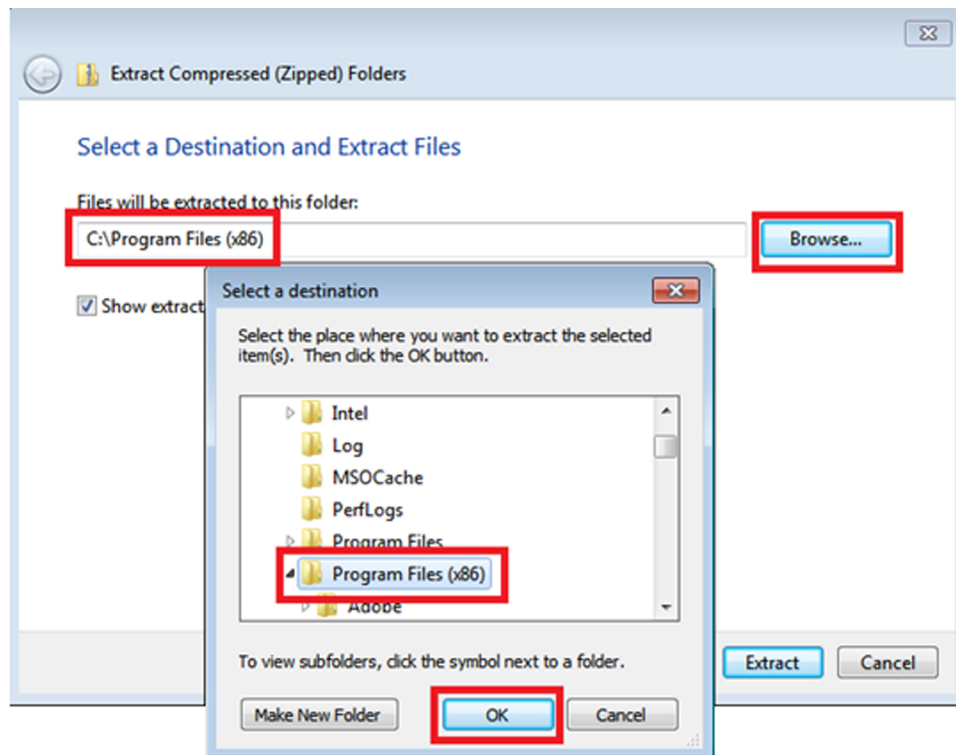 Extract Compressed (Zipped) Folders
Select a Destination and Extract Files
Files will be extracted to this folder:
C:\Program Files (x86)
Browse...
Show extract
Select a destination
Select the place where you want to extract the selected
item(s). Then click the OK button.
Intel
Log
MSOCache
PerfLogs
Program Files
Program Files (x86)
Adobe
To view subfolders, click the symbol next to a folder.
Extract
Cancel
Make New Folder
OK
Cancel